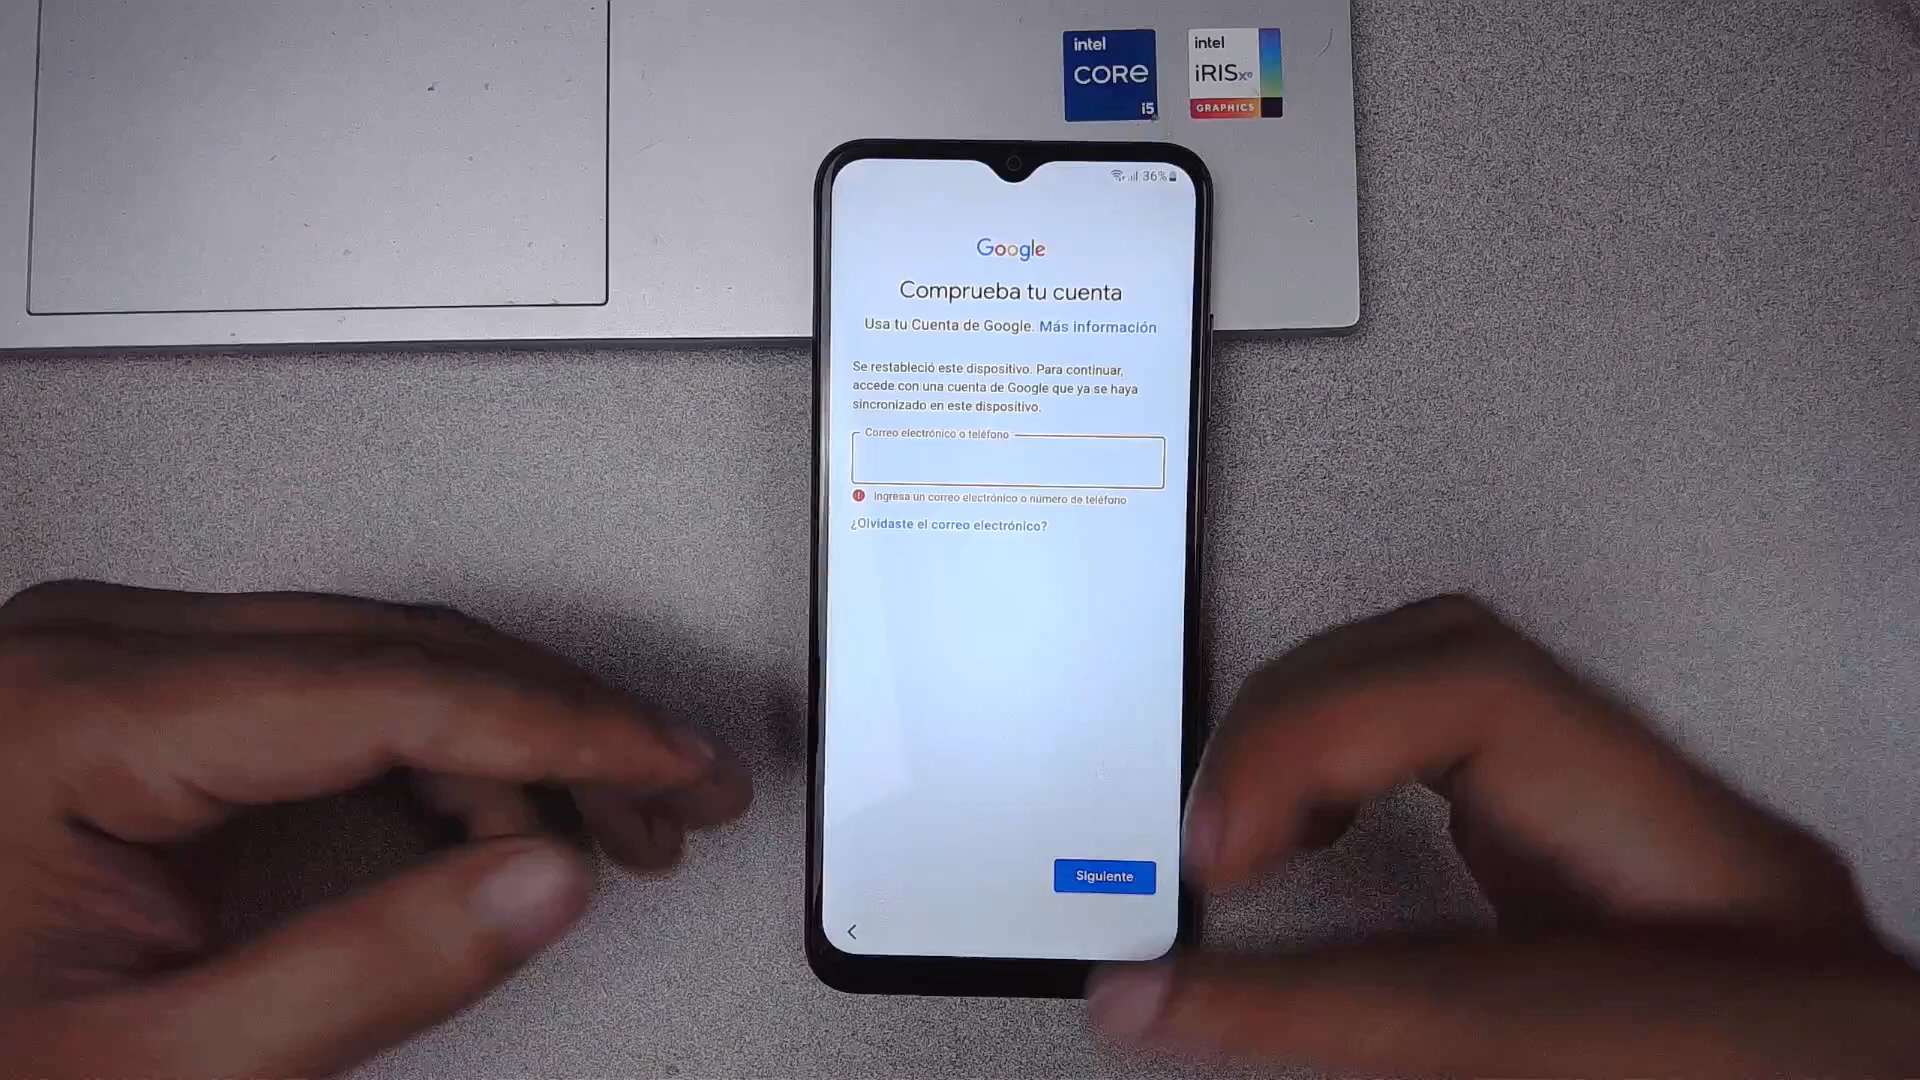 intel
CORE
i5
intel
iRISxe
GRAPHICS
36%
Google
Comprueba tu cuenta
Usa tu Cuenta de Google. Más información
Se restableció este dispositivo. Para continuar,
accede con una cuenta de Google que ya se haya
sincronizado en este dispositivo.
Correo electrónico o teléfono
Ingresa un correo electrónico o número de teléfono
¿Olvidaste el correo electrónico?
Siguiente